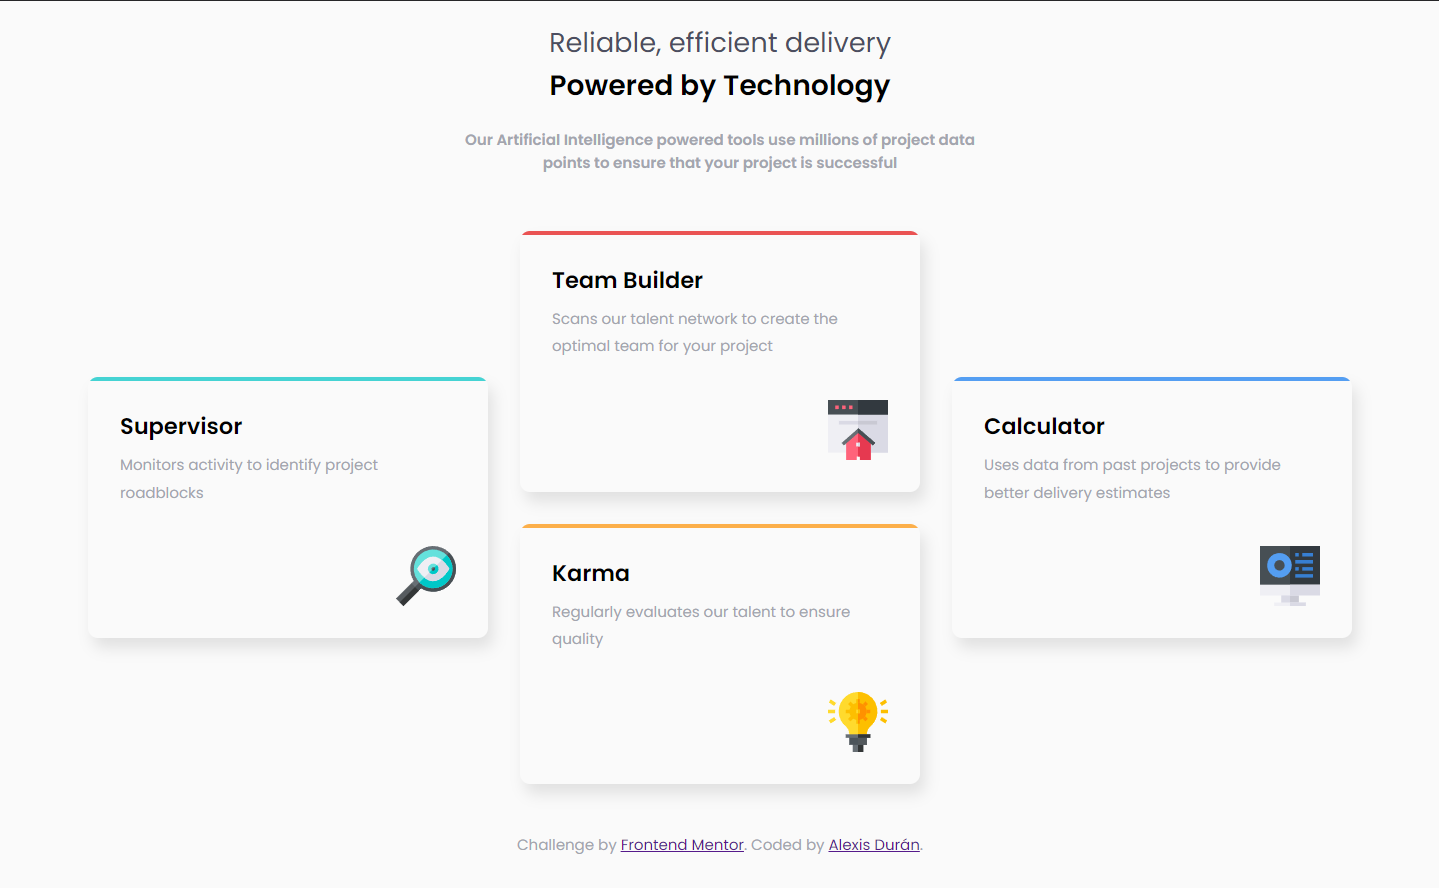 Reliable, efficient delivery
Powered by Technology
Our Artificial Intelligence powered tools use millions of project data
points to ensure that your project is successful
Supervisor
Monitors activity to identify project
roadblocks
Team Builder
Scans our talent network to create the
optimal team for your project
Karma
Regularly evaluates our talent to ensure
quality
Calculator
Uses data from past projects to provide
better delivery estimates
Challenge by Frontend Mentor. Coded by Alexis Durán.